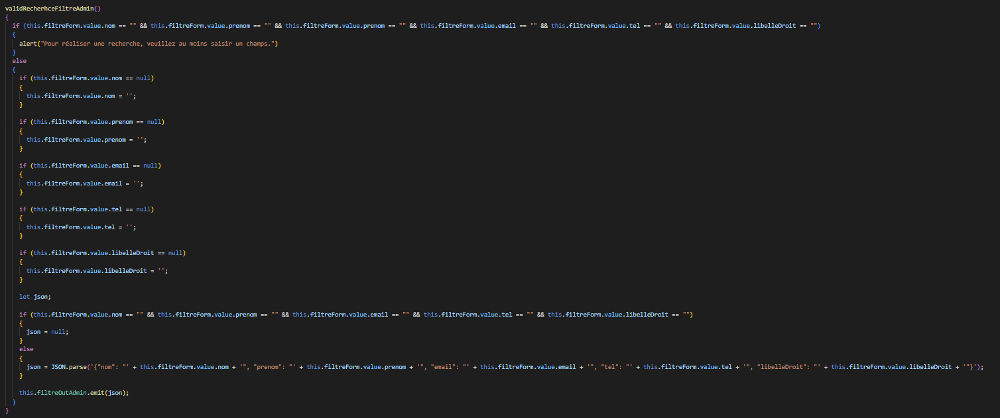 validRecherhceFiltreAdmin()
{
if (this.filtreForm.value.nom == "" && this.filtreForm.value.prenom == "" && this.filtreForm.value.prenom == "" && this.filtreForm.value.email == "" && this.filtreForm.value.tel == "" && this.filtreForm.value.libelleDroit == "")
{
alert("Pour réaliser une recherche, veuillez au moins saisir un champs.")
}
else
{
if (this.filtreForm.value.nom == null)
{
this.filtreForm.value.nom = '';
}
if (this.filtreForm.value.prenom == null)
{
this.filtreForm.value.prenom = '';
}
if (this.filtreForm.value.email == null)
{
this.filtreForm.value.email = '';
}
if (this.filtreForm.value.tel == null)
{
this.filtreForm.value.tel = '';
}
if (this.filtreForm.value.libelleDroit == null)
{
this.filtreForm.value.libelleDroit = '';
}
let json;
if (this.filtreForm.value.nom == "" && this.filtreForm.value.prenom == "" && this.filtreForm.value.email == "" && this.filtreForm.value.tel == "" && this.filtreForm.value.libelleDroit == "")
{
json = null;
}
else
{
json = JSON.parse('{"nom": "' + this.filtreForm.value.nom + '", "prenom": "' + this.filtreForm.value.prenom + '", "email": "' + this.filtreForm.value.email + '", "tel": "' + this.filtreForm.value.tel + '", "libelleDroit": "' + this.filtreForm.value.libelleDroit + '"}');
}
this.filtreOutAdmin.emit(json);
}
}